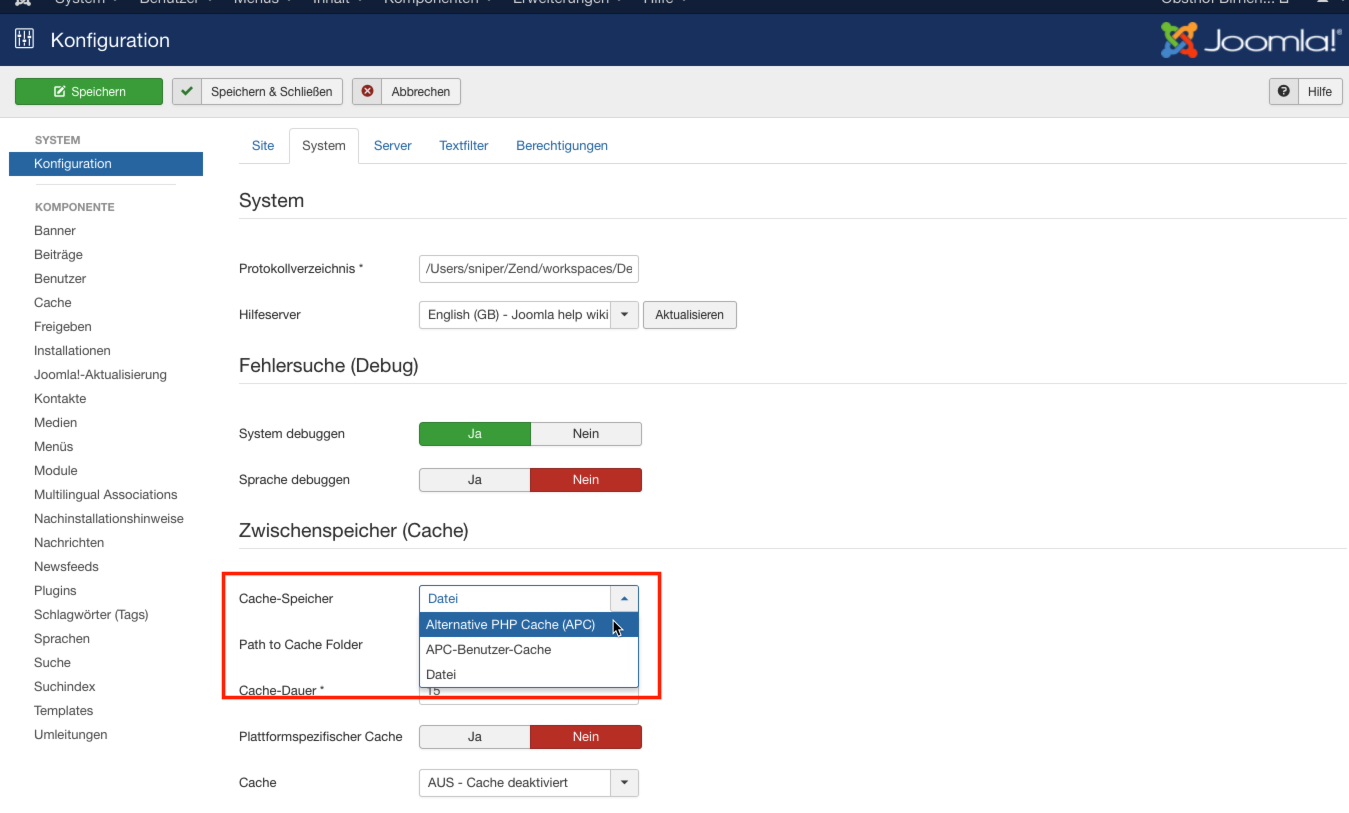 System Benutzer Menüs Inhalt Komponenten Erweiterungen Hilfe
Konfiguration
Joomla!®
Speichern Speichern & Schließen Abbrechen Hilfe
SYSTEM
Konfiguration
KOMPONENTE
Banner
Beiträge
Benutzer
Cache
Freigeben
Installationen
Joomla!-Aktualisierung
Kontakte
Medien
Menüs
Module
Multilingual Associations
Nachinstallationshinweise
Nachrichten
Newsfeeds
Plugins
Schlagwörter (Tags)
Sprachen
Suche
Suchindex
Templates
Umleitungen
Site System Server Textfilter Berechtigungen
System
Protokollverzeichnis * /Users/sniper/Zend/workspaces/De
Hilfeserver English (GB) - Joomla help wiki Aktualisieren
Fehlersuche (Debug)
System debuggen Ja Nein
Sprache debuggen Ja Nein
Zwischenspeicher (Cache)
Cache-Speicher Datei
Alternative PHP Cache (APC)
Path to Cache Folder APC-Benutzer-Cache
Datei
Cache-Dauer * 15
Plattformspezifischer Cache Ja Nein
Cache AUS - Cache deaktiviert